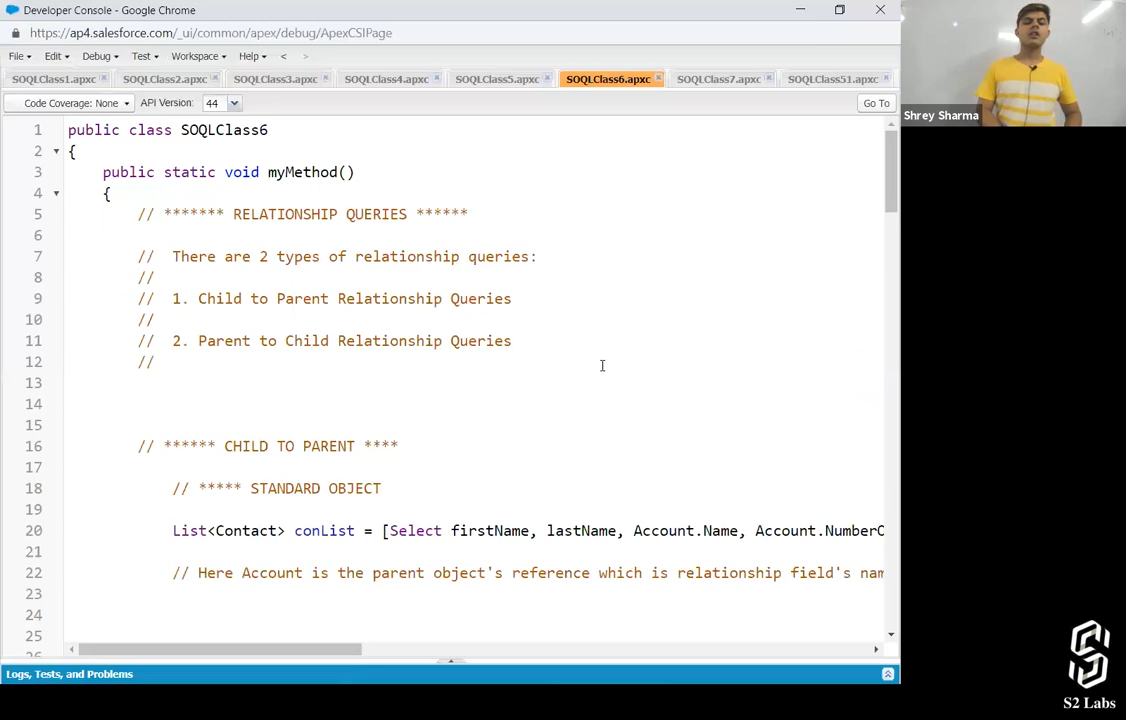 Developer Console - Google Chrome
https://ap4.salesforce.com/_ui/common/apex/debug/ApexCSIPage
File Edit Debug Test Workspace Help < >
SOQLClass1.apxc SOQLClass2.apxc SOQLClass3.apxc SOQLClass4.apxc SOQLClass5.apxc SOQLClass6.apxc SOQLClass7.apxc SOQLClass51.apxc
Code Coverage: None API Version: 44 Go To
1 public class SOQLClass6
2 {
3 public static void myMethod()
4 {
5 // ******* RELATIONSHIP QUERIES ******
6
7 // There are 2 types of relationship queries:
8 //
9 // 1. Child to Parent Relationship Queries
10 //
11 // 2. Parent to Child Relationship Queries
12 //
13
14
15
16 // ****** CHILD TO PARENT ****
17
18 // ***** STANDARD OBJECT
19
20 List<Contact> conList = [Select firstName, lastName, Account.Name, Account.NumberO
21
22 // Here Account is the parent object's reference which is relationship field's nam
23
24
25
26
Logs, Tests, and Problems
Shrey Sharma
S2 Labs